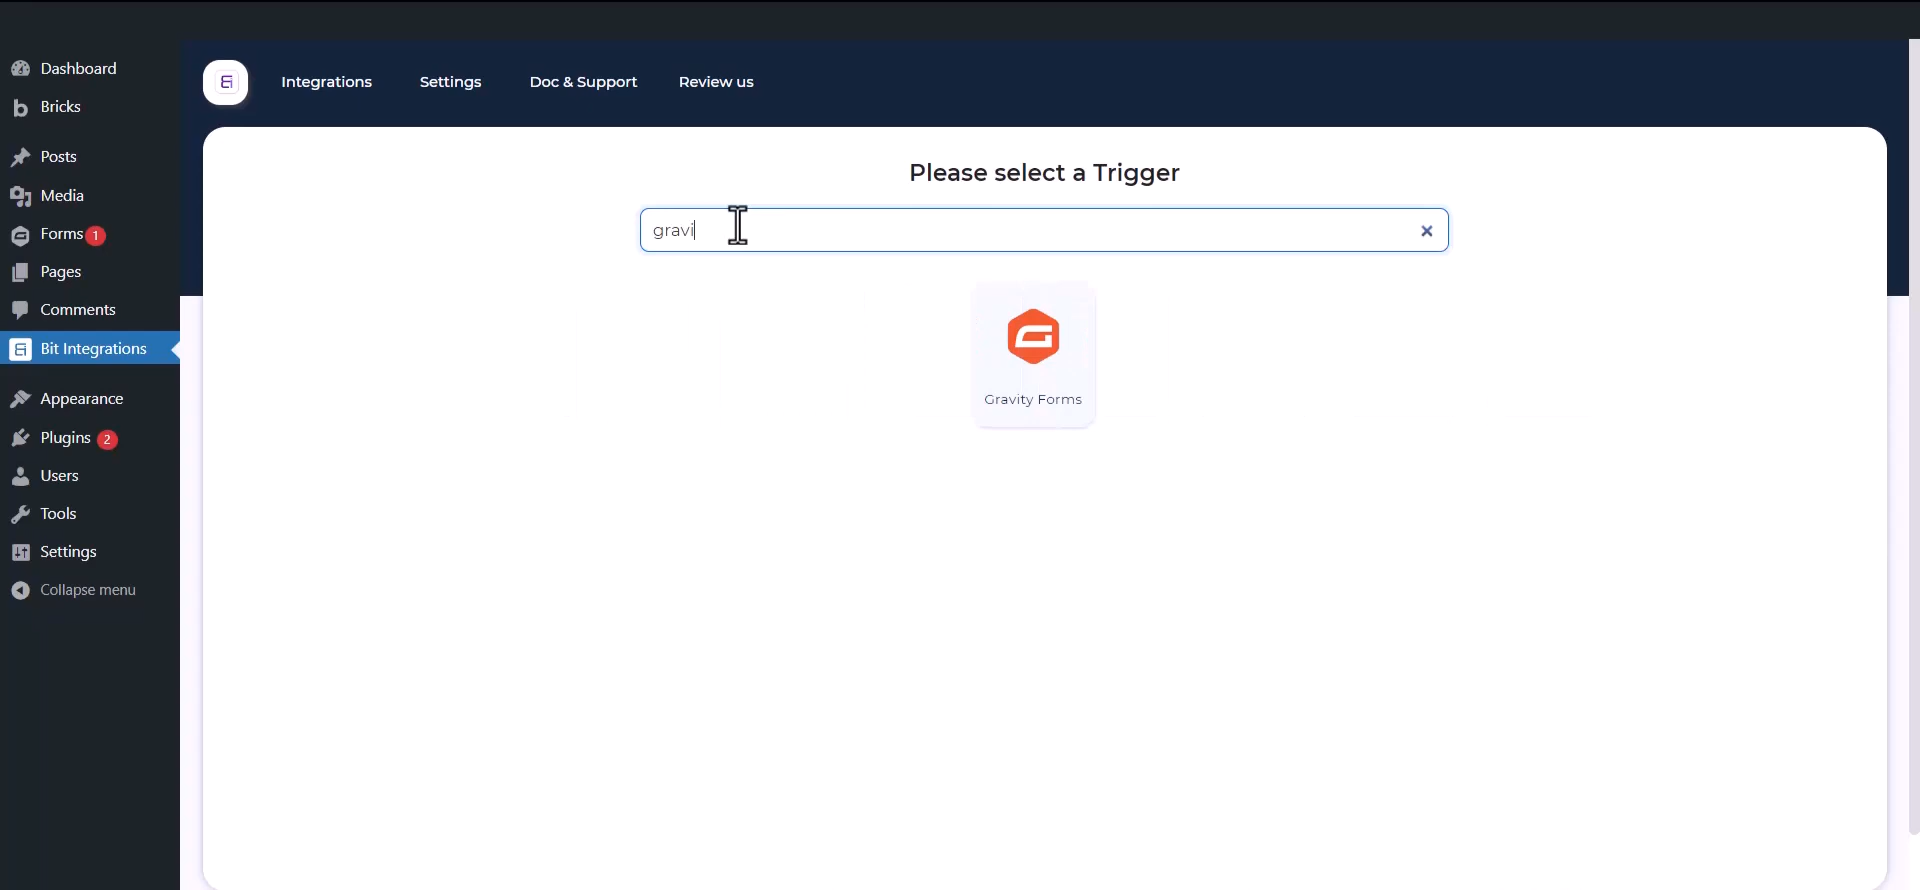 Dashboard
Bricks
Posts
Media
Forms 1
Pages
Comments
Bit Integrations
Appearance
Plugins 2
Users
Tools
Settings
Collapse menu
Integrations Settings Doc & Support Review us
Please select a Trigger
gravi
Gravity Forms